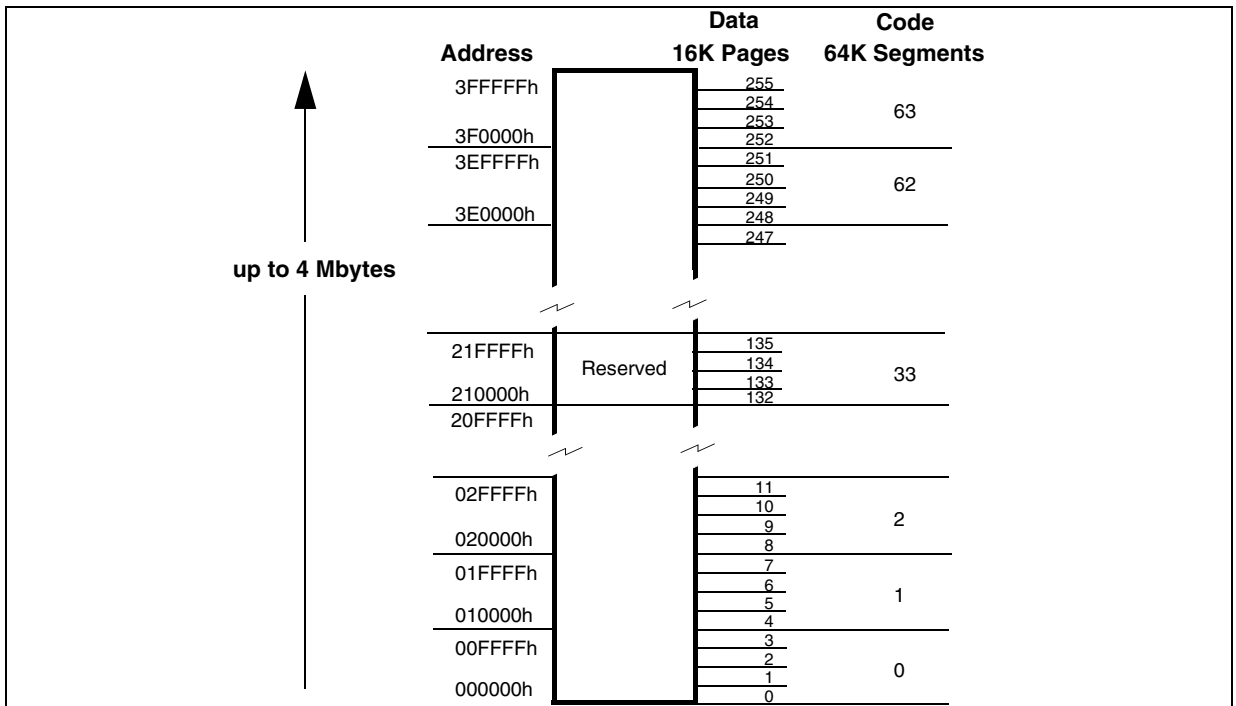 Data Code
Address 16K Pages 64K Segments
3FFFFFh 255
254
253 63
3F0000h 252
3EFFFFh 251
250 62
249
3E0000h 248
247
up to 4 Mbytes
21FFFFh 135
Reserved 134
133 33
210000h 132
20FFFFh
02FFFFh 11
10
9 2
020000h 8
01FFFFh 7
6
5 1
010000h 4
00FFFFh 3
2
1 0
000000h 0